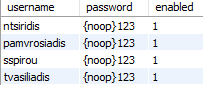 username password enabled
ntsiridis {noop}123 1
pamvrosiadis {noop}123 1
sspirou {noop}123 1
tvasiliadis {noop}123 1